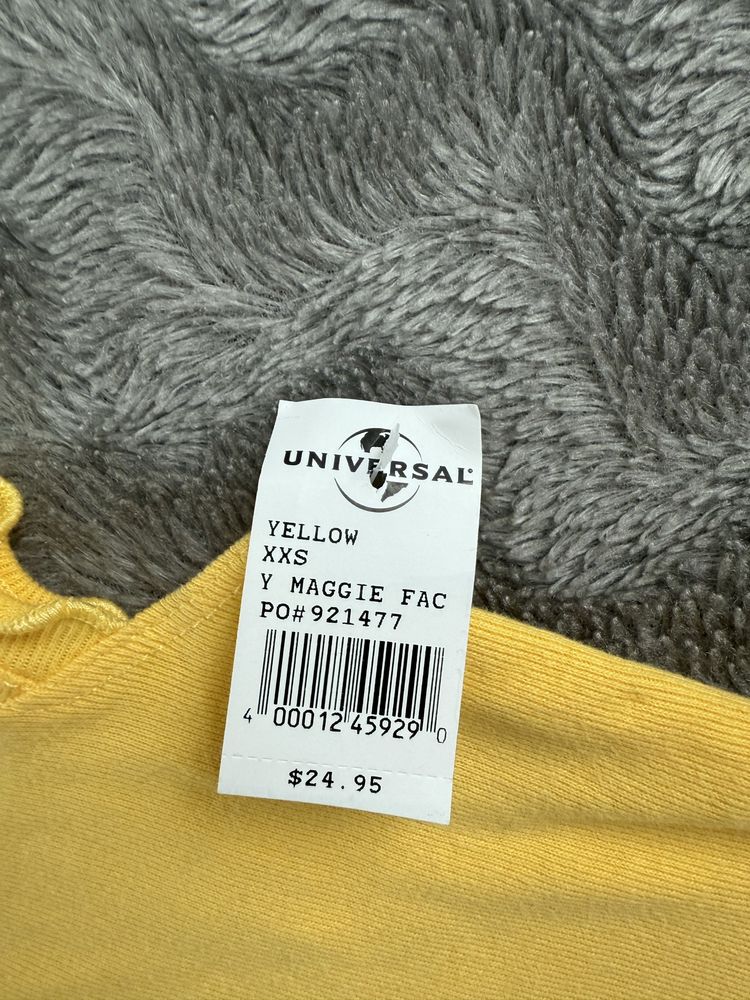 UNIVERSAL
YELLOW
XXS
Y MAGGIE FAC
PO#921477
4 00012 45929 0
$24.95